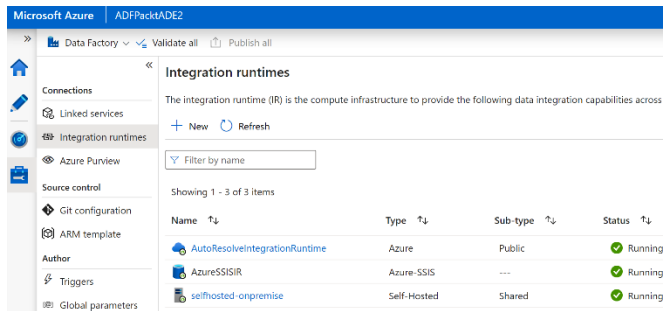 Microsoft Azure ADFPacktADE2
» Data Factory Validate all Publish all
«
Connections
Linked services
Integration runtimes
Azure Purview
Source control
Git configuration
ARM template
Author
Triggers
Global parameters
Integration runtimes
The integration runtime (IR) is the compute infrastructure to provide the following data integration capabilities across
New Refresh
Filter by name
Showing 1 - 3 of 3 items
Name ↑↓ Type ↑↓ Sub-type ↑↓ Status ↑↓
AutoResolveIntegrationRuntime Azure Public Running
AzureSSISIR Azure-SSIS --- Running
selfhosted-onpremise Self-Hosted Shared Running